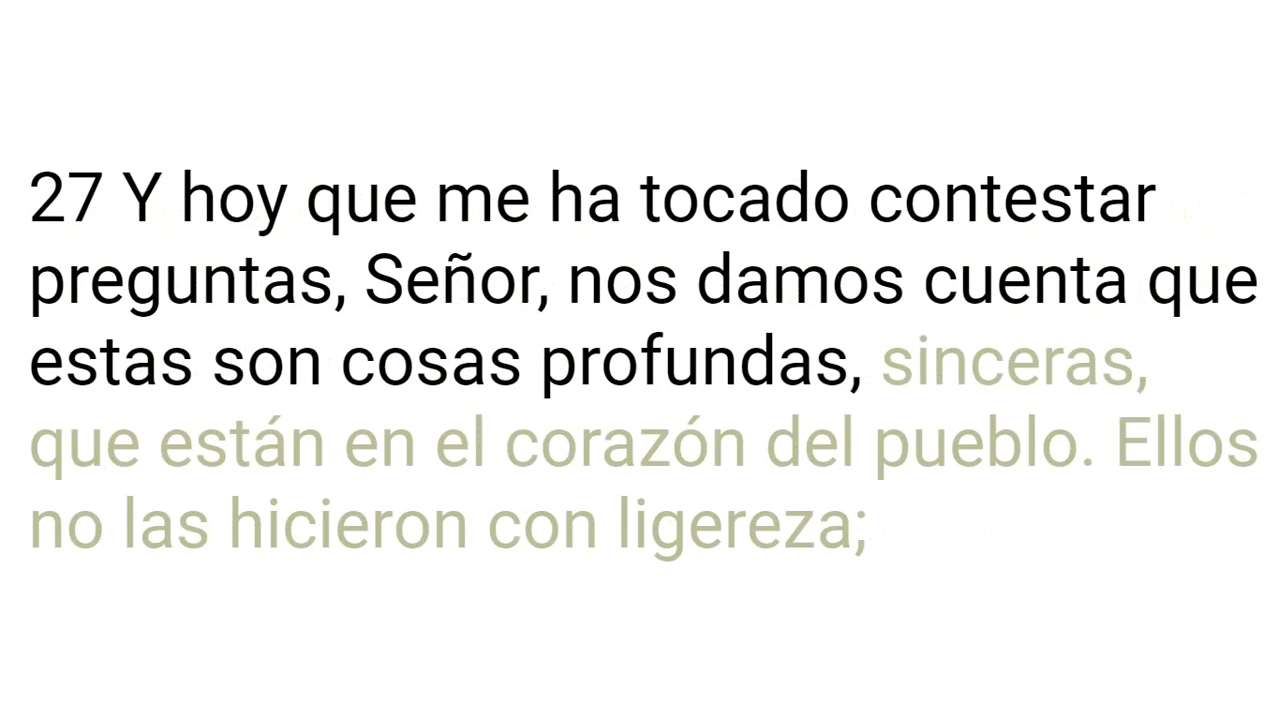 27 Y hoy que me ha tocado contestar
preguntas, Señor, nos damos cuenta que
estas son cosas profundas, sinceras,
que están en el corazón del pueblo. Ellos
no las hicieron con ligereza;